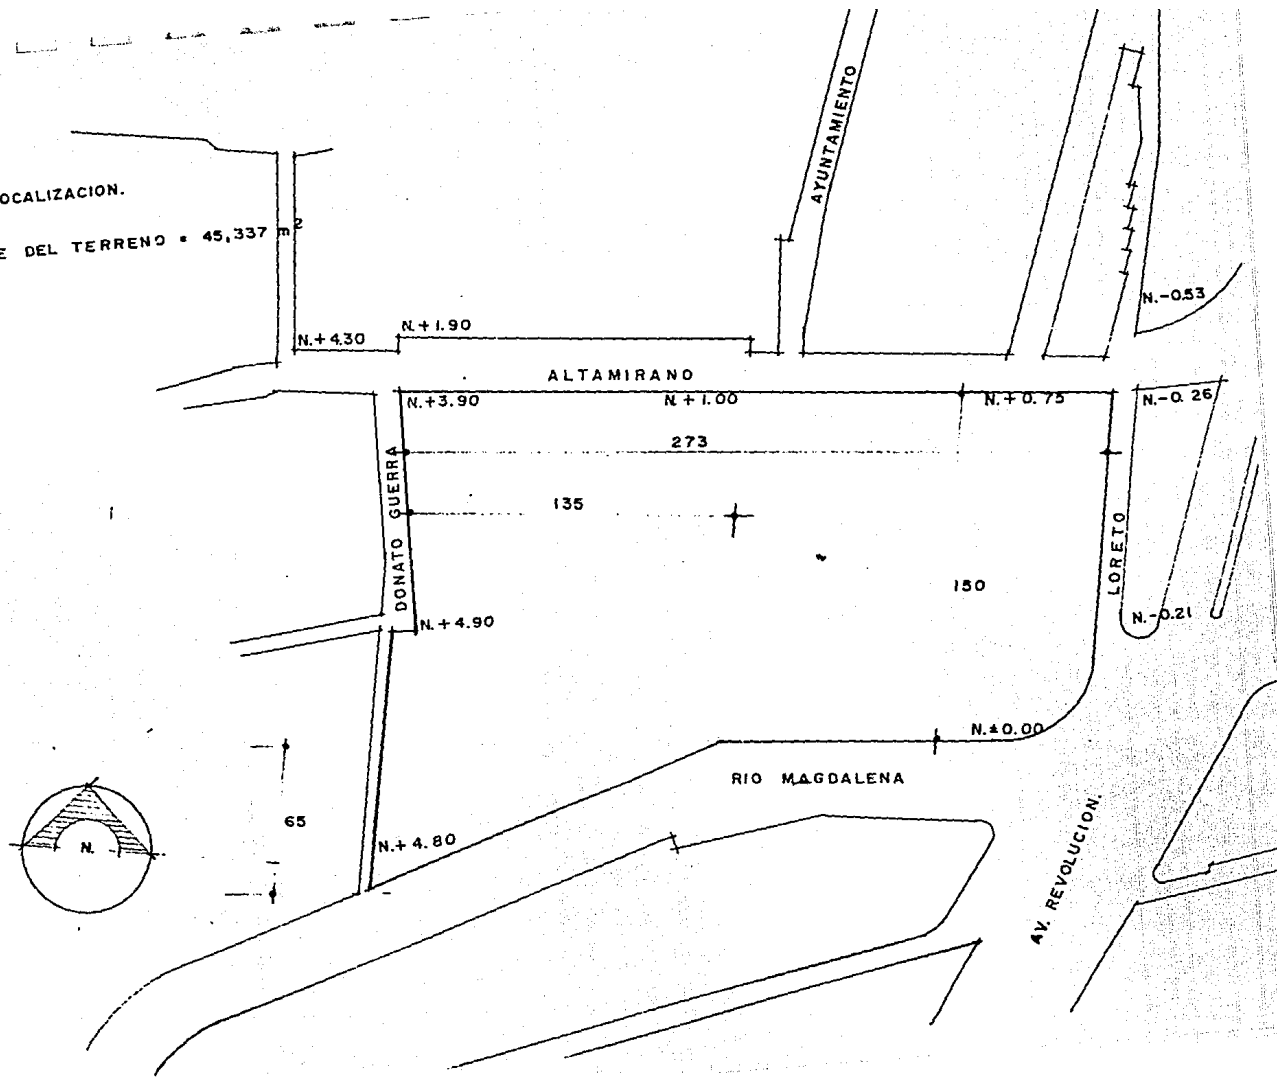 AYUNTAMIENTO
OCALIZACION.
E DEL TERRENO = 45,337 m²
N.-0.53
N.+1.90
N.+4.30
ALTAMIRANO
N.+3.90
N.+1.00
N.+0.75
N.-0.26
273
DONATO GUERRA
135
LORETO
150
N.+4.90
N.-0.21
N.±0.00
RIO MAGDALENA
65
N.+4.80
N.
AV. REVOLUCION.